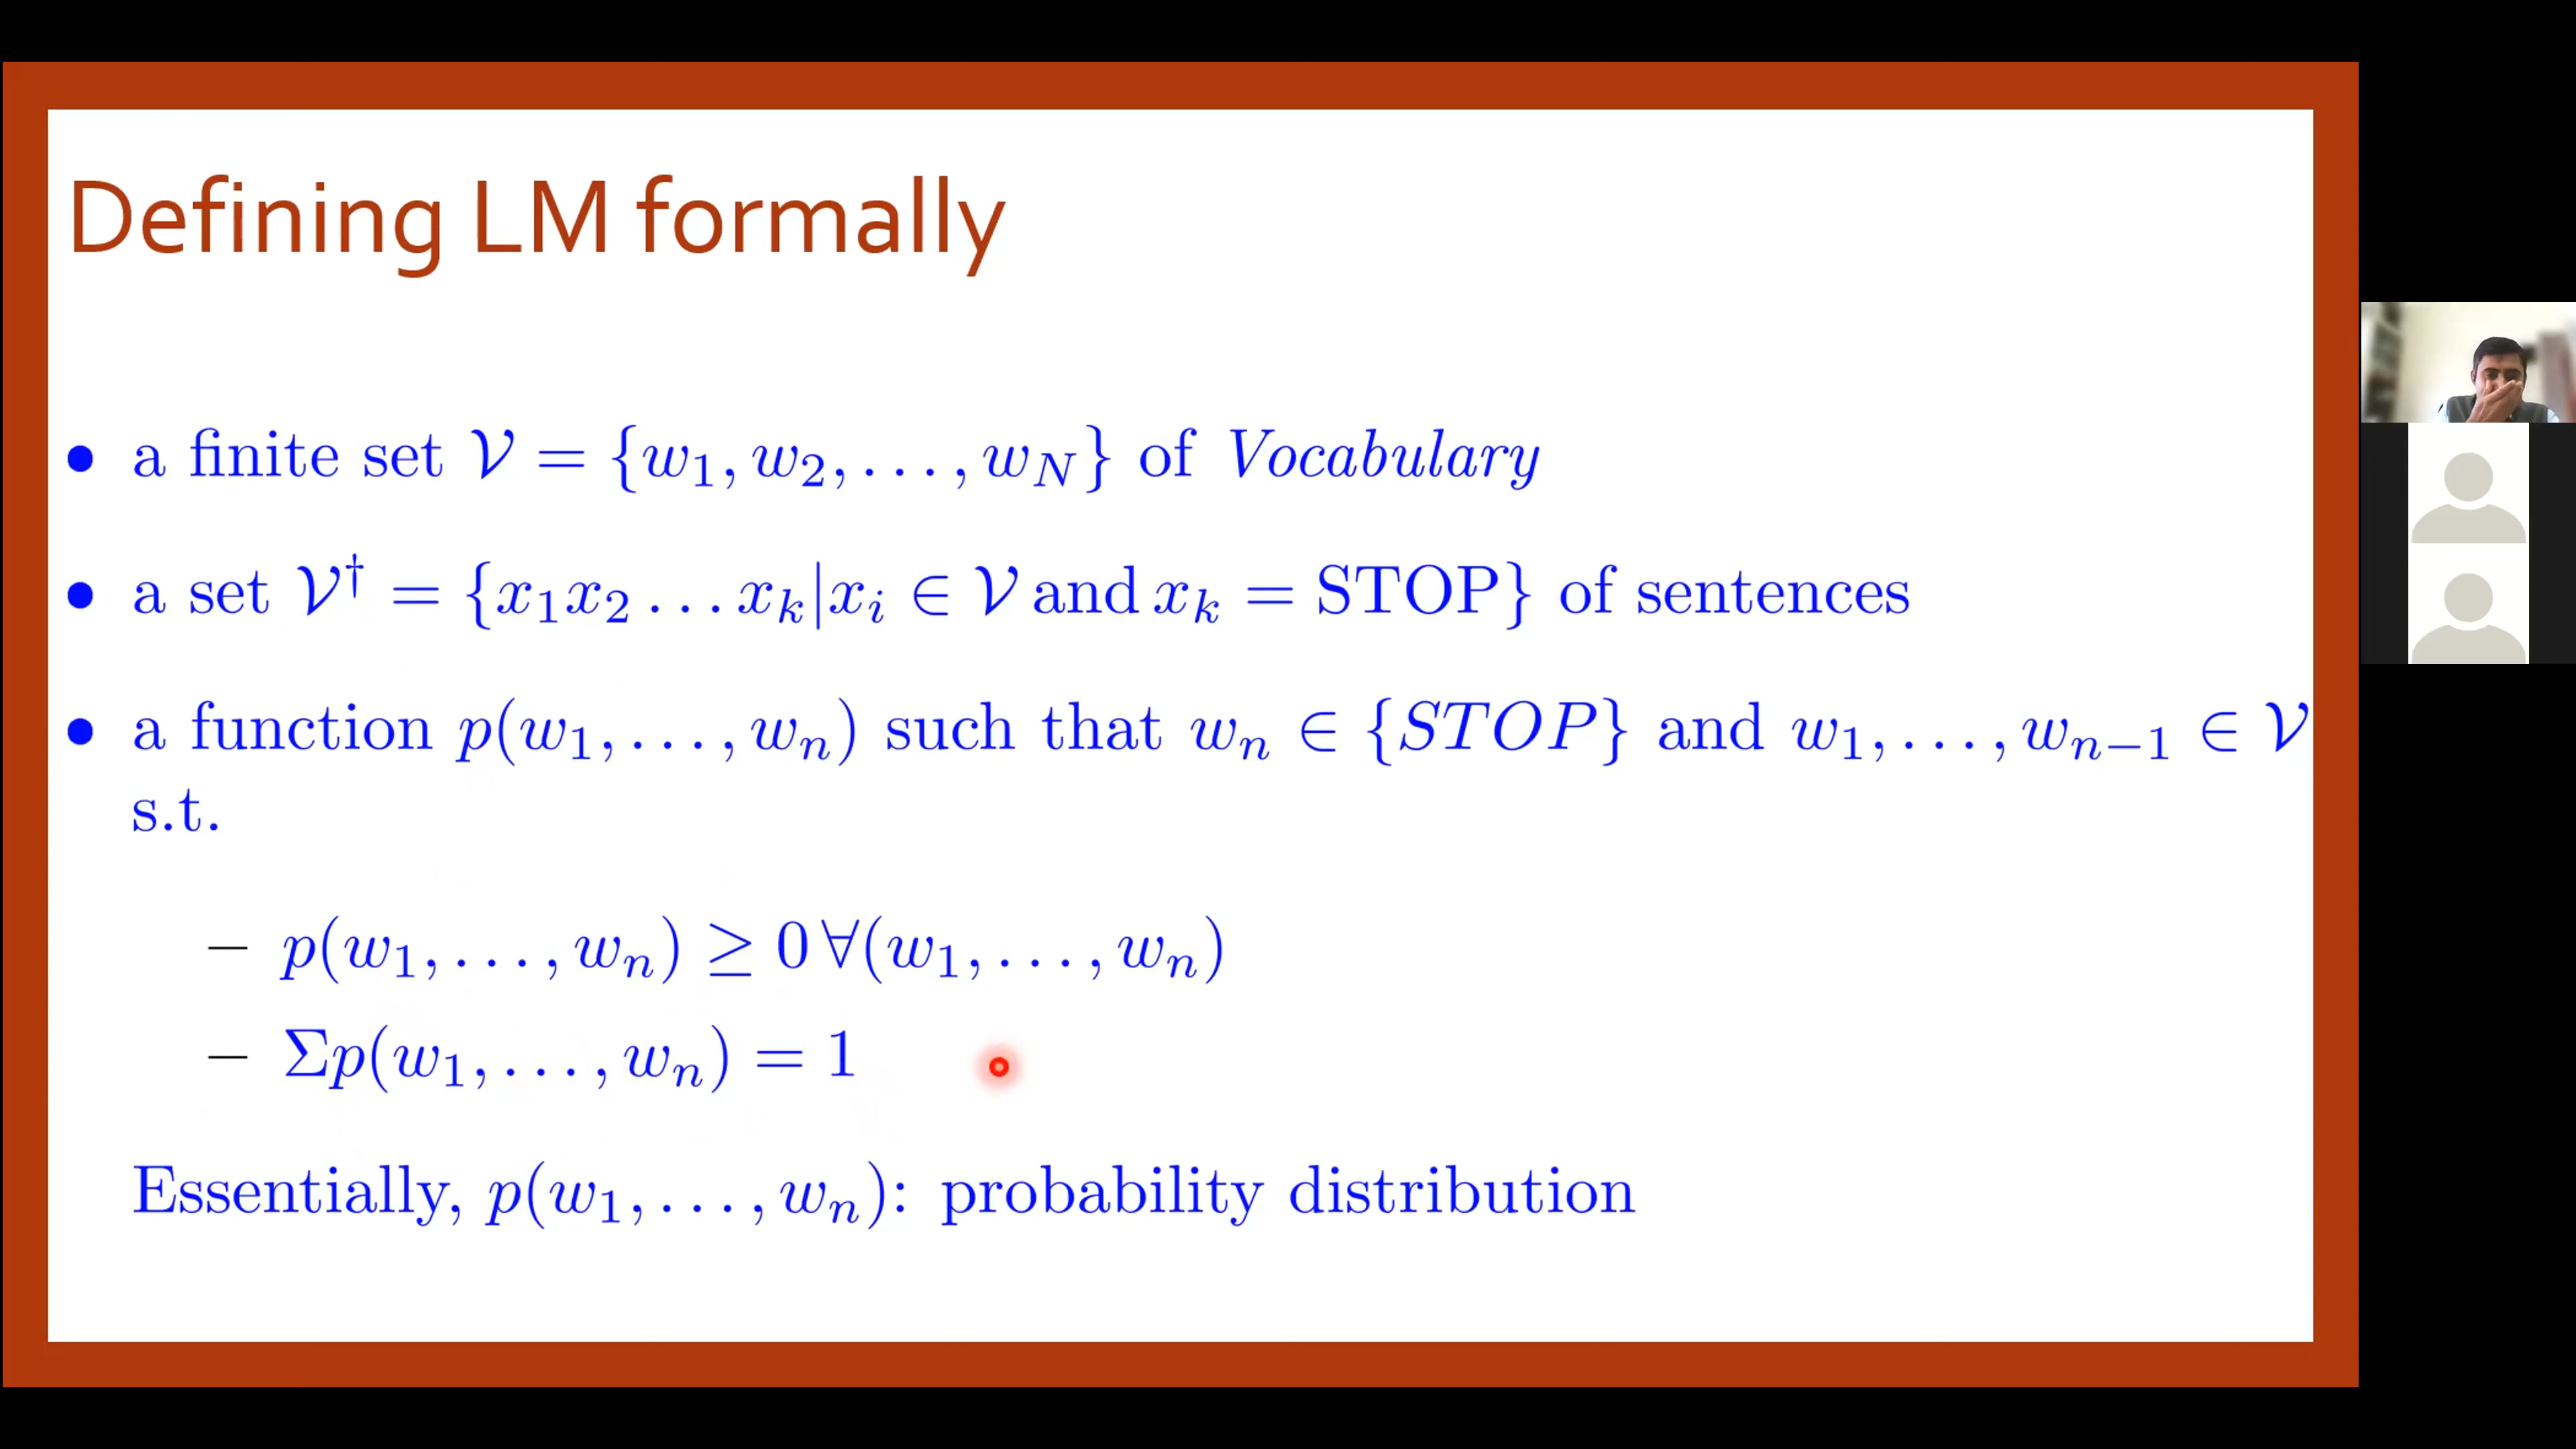 Defining LM formally
• a finite set 𝒱 = {w₁, w₂, . . . , w_N} of Vocabulary
• a set 𝒱† = {x₁x₂ . . . x_k|x_i ∈ 𝒱 and x_k = STOP} of sentences
• a function p(w₁, . . . , w_n) such that w_n ∈ {STOP} and w₁, . . . , w_{n−1} ∈ 𝒱
s.t.
− p(w₁, . . . , w_n) ≥ 0 ∀(w₁, . . . , w_n)
− Σp(w₁, . . . , w_n) = 1
Essentially, p(w₁, . . . , w_n): probability distribution